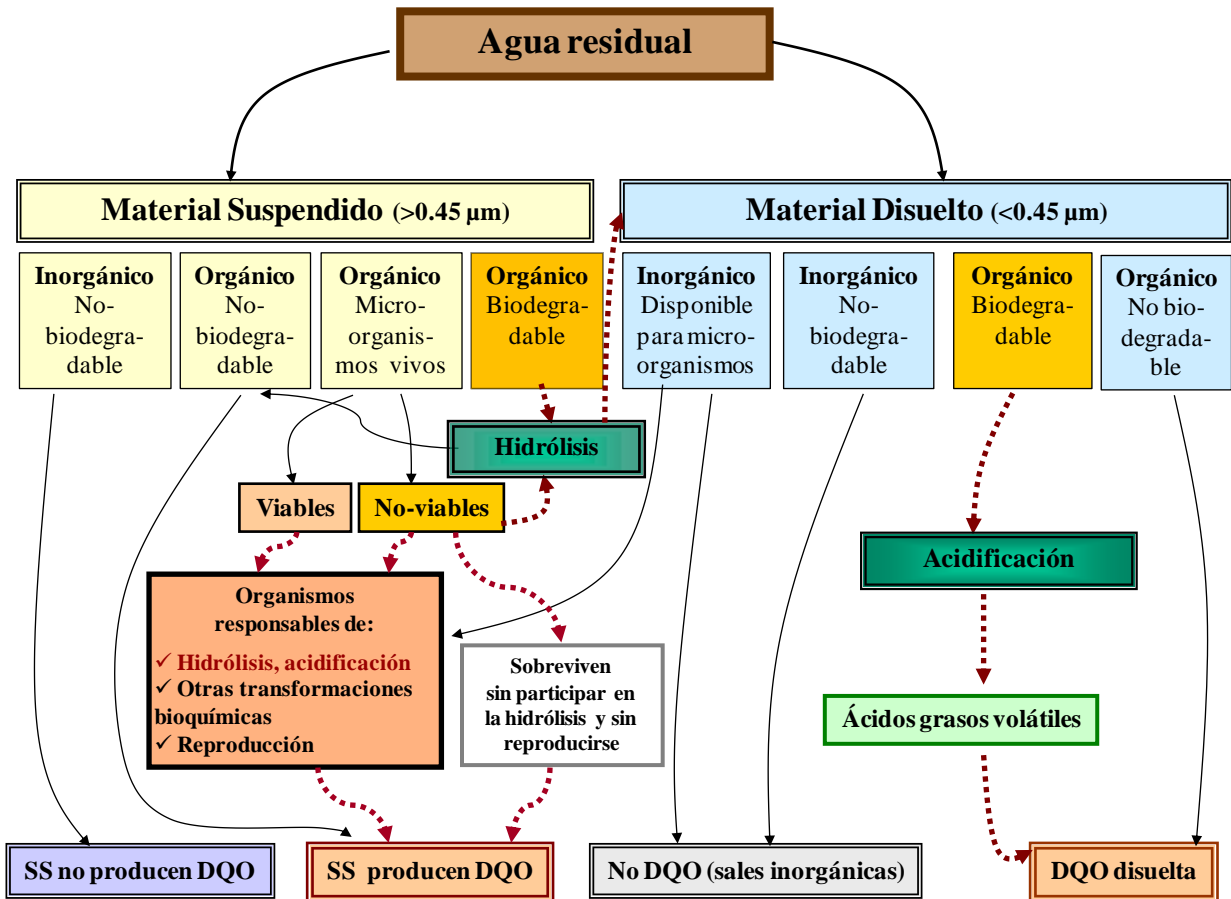 Agua residual
Material Suspendido (>0.45 µm)
Material Disuelto (<0.45 µm)
Inorgánico
No-
biodegra-
dable
Orgánico
No-
biodegra-
dable
Orgánico
Micro-
organis-
mos vivos
Orgánico
Biodegra-
dable
Inorgánico
Disponible
para micro-
organismos
Inorgánico
No-
biodegra-
dable
Orgánico
Biodegra-
dable
Orgánico
No bio-
degrada-
ble
Hidrólisis
Viables
No-viables
Acidificación
Organismos
responsables de:
✓ Hidrólisis, acidificación
✓ Otras transformaciones
bioquímicas
✓ Reproducción
Sobreviven
sin participar en
la hidrólisis y sin
reproducirse
Ácidos grasos volátiles
SS no producen DQO
SS producen DQO
No DQO (sales inorgánicas)
DQO disuelta